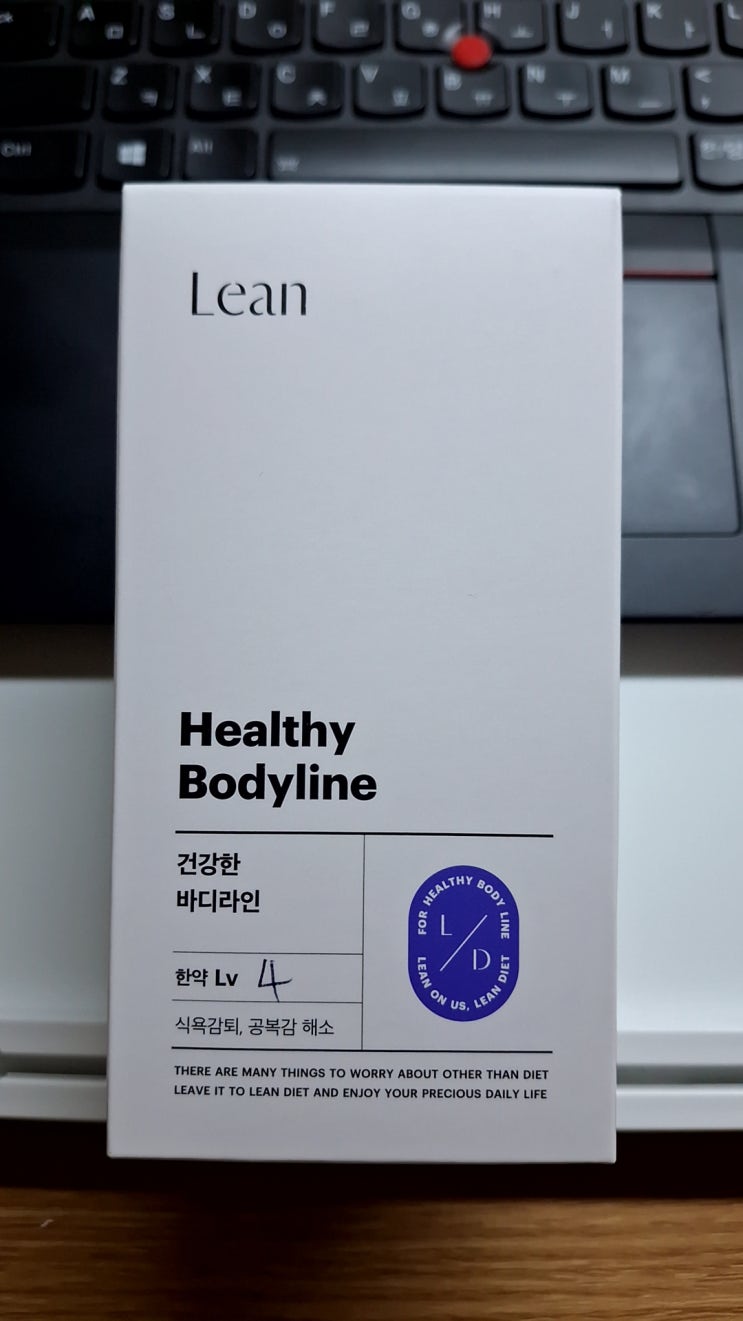 A ㅁ
S ㄴ
D ㅇ
F ㄹ
G ㅎ
H ㅗ
J ㅓ
K ㅏ
L
Z ㅋ
X ㅌ
C ㅊ
V ㅍ
B ㅠ
N ㅜ
M ㅡ
<
Ctrl
Alt
Lean
Healthy
Bodyline
건강한
바디라인
한약 Lv 4
식욕감퇴, 공복감 해소
FOR HEALTHY BODY LINE
L/D
LEAN ON US, LEAN DIET
THERE ARE MANY THINGS TO WORRY ABOUT OTHER THAN DIET
LEAVE IT TO LEAN DIET AND ENJOY YOUR PRECIOUS DAILY LIFE